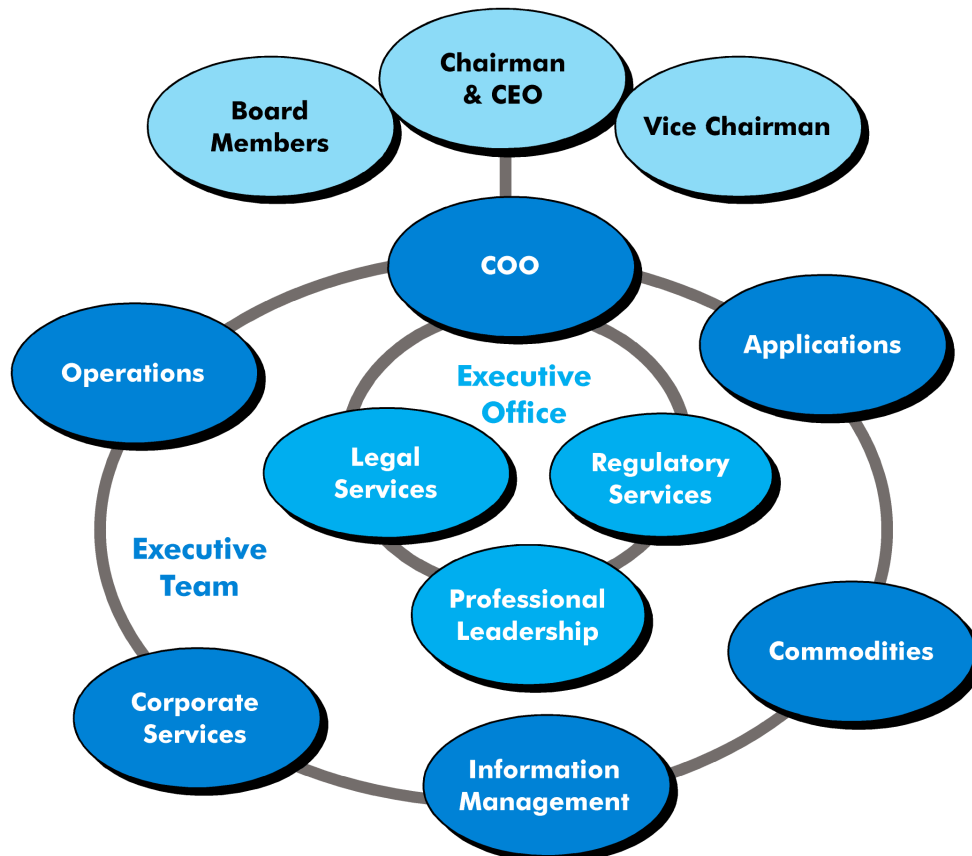 Chairman
& CEO
Board
Members
Vice Chairman
COO
Operations
Applications
Executive
Office
Legal
Services
Regulatory
Services
Executive
Team
Professional
Leadership
Commodities
Corporate
Services
Information
Management